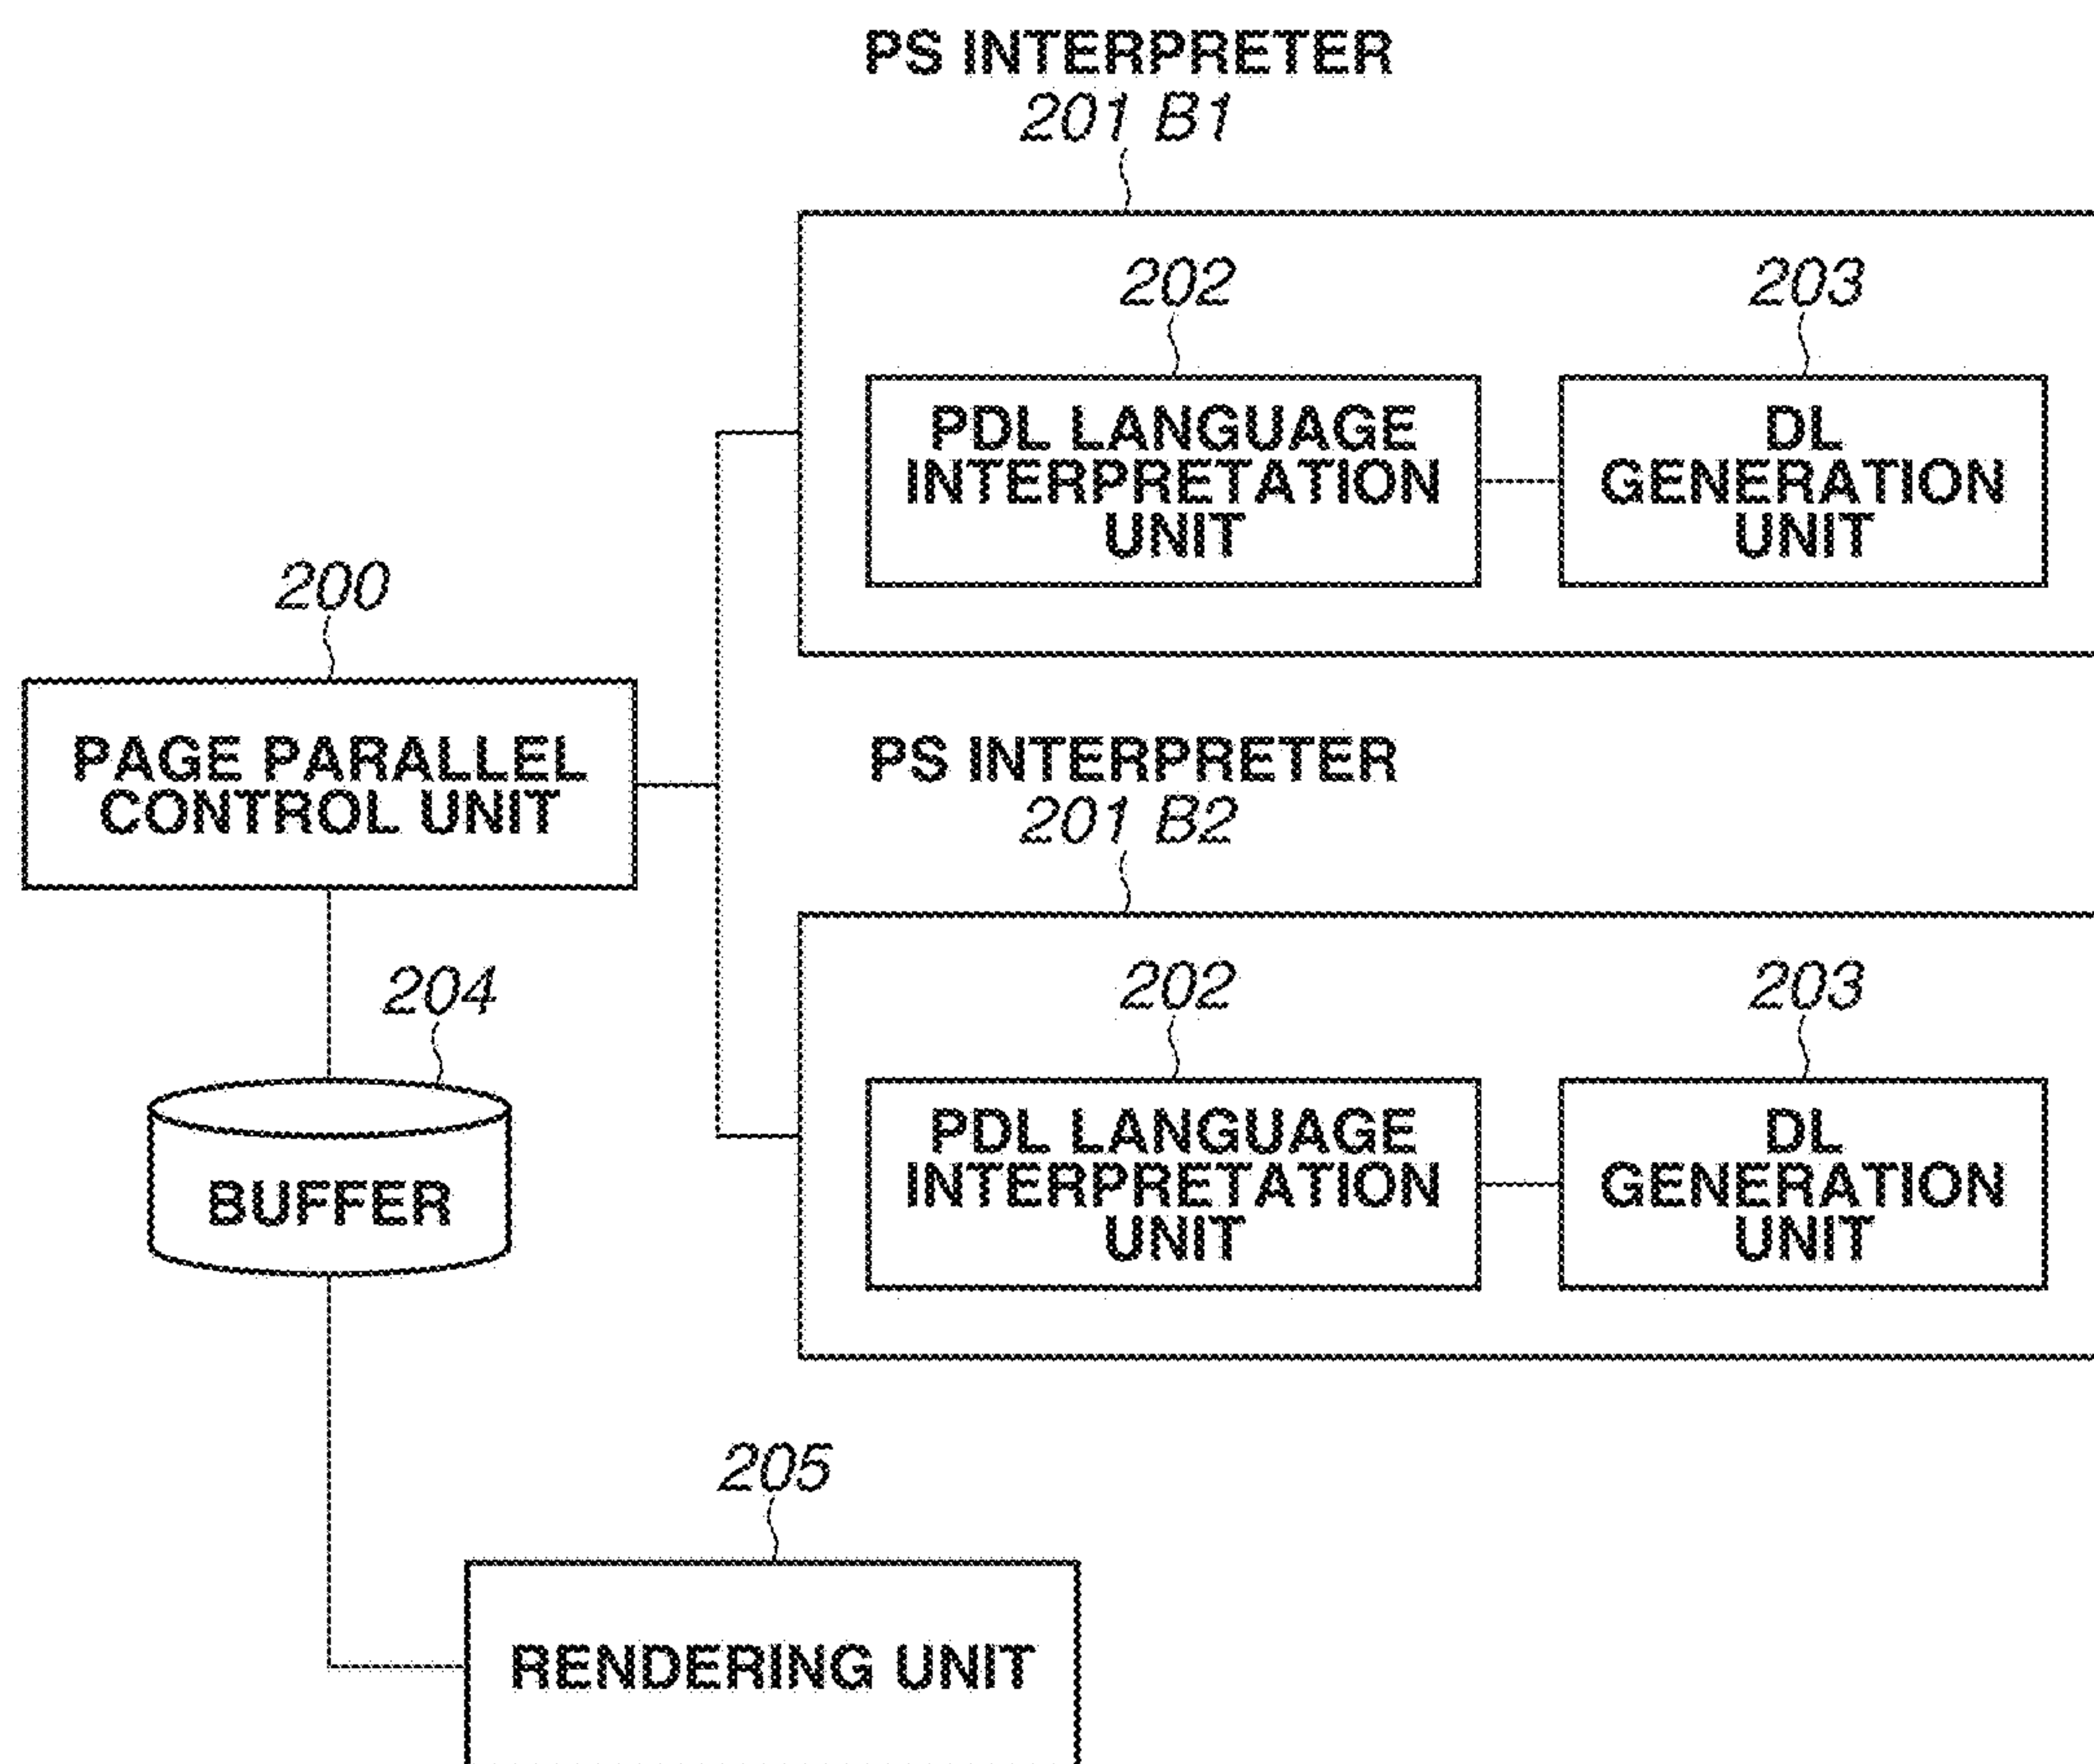 PS INTERPRETER
201 B1
202
203
PDL LANGUAGE
INTERPRETATION
UNIT
DL
GENERATION
UNIT
200
PAGE PARALLEL
CONTROL UNIT
PS INTERPRETER
201 B2
202
203
PDL LANGUAGE
INTERPRETATION
UNIT
DL
GENERATION
UNIT
204
BUFFER
205
RENDERING UNIT